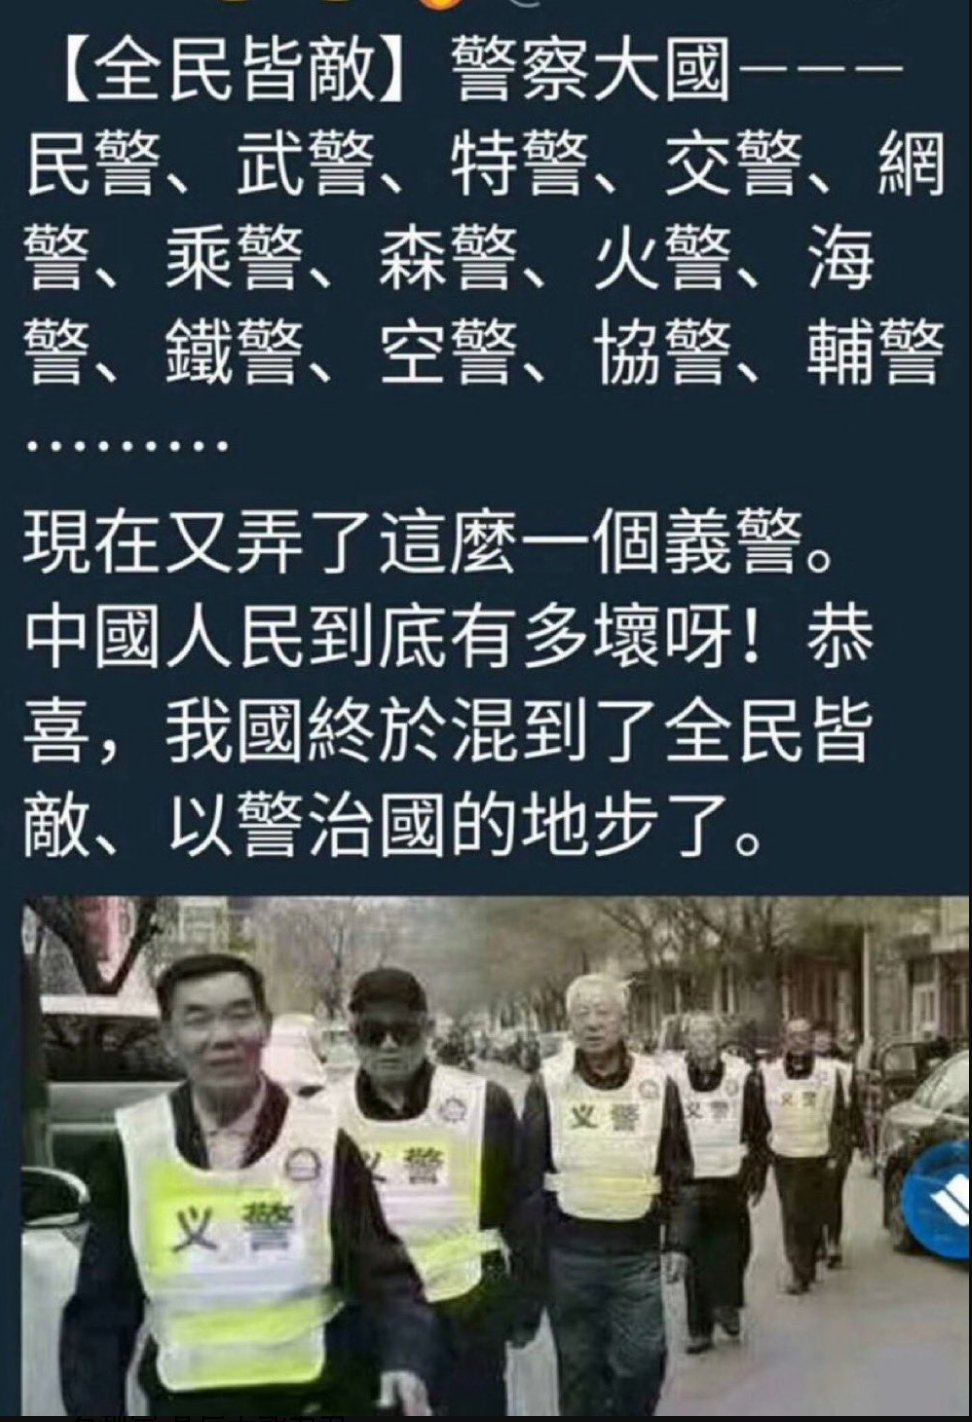 【全民皆敵】警察大國———
民警、武警、特警、交警、網
警、乘警、森警、火警、海
警、鐵警、空警、協警、輔警
………
現在又弄了這麼一個義警。
中國人民到底有多壞呀！恭
喜，我國終於混到了全民皆
敵、以警治國的地步了。
义警
义警
义警
义警
义警